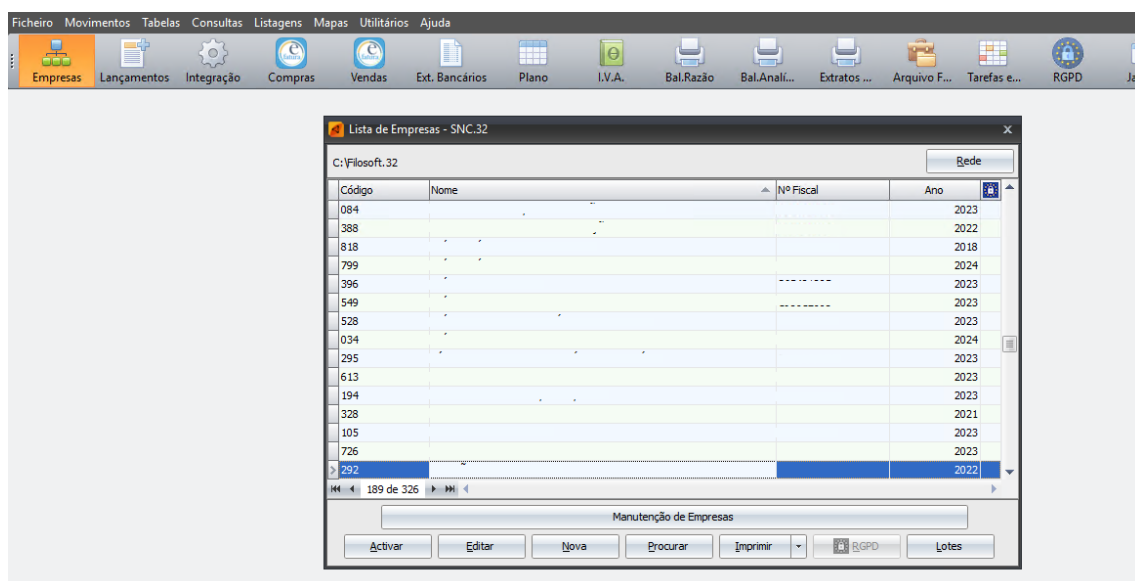 Ficheiro Movimentos Tabelas Consultas Listagens Mapas Utilitários Ajuda
Empresas Lançamentos Integração Compras Vendas Ext. Bancários Plano I.V.A. Bal.Razão Bal.Analí... Extratos ... Arquivo F... Tarefas e... RGPD
Lista de Empresas - SNC.32
C:\Filosoft.32 Rede
Código Nome Nº Fiscal Ano
084 2023
388 2022
818 2018
799 2024
396 2023
549 2023
528 2023
034 2024
295 2023
613 2023
194 2023
328 2021
105 2023
726 2023
292 2022
189 de 326
Manutenção de Empresas
Activar Editar Nova Procurar Imprimir RGPD Lotes